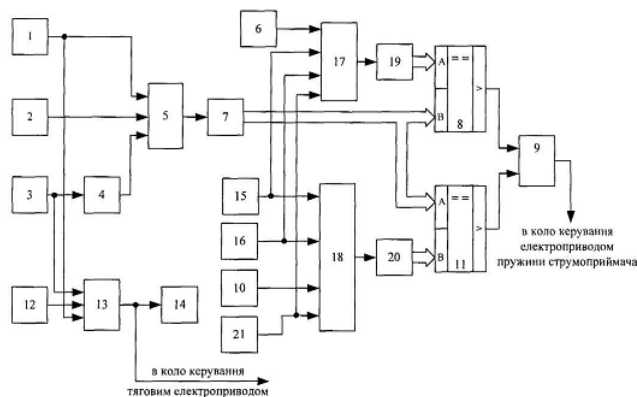 1
6
17
19
A
==
>
B
8
2
5
7
9
3
4
15
A
==
>
B
11
16
18
20
в коло керування
електроприводом
пружини струмоприймача
12
13
14
10
21
в коло керування
тяговим електроприводом